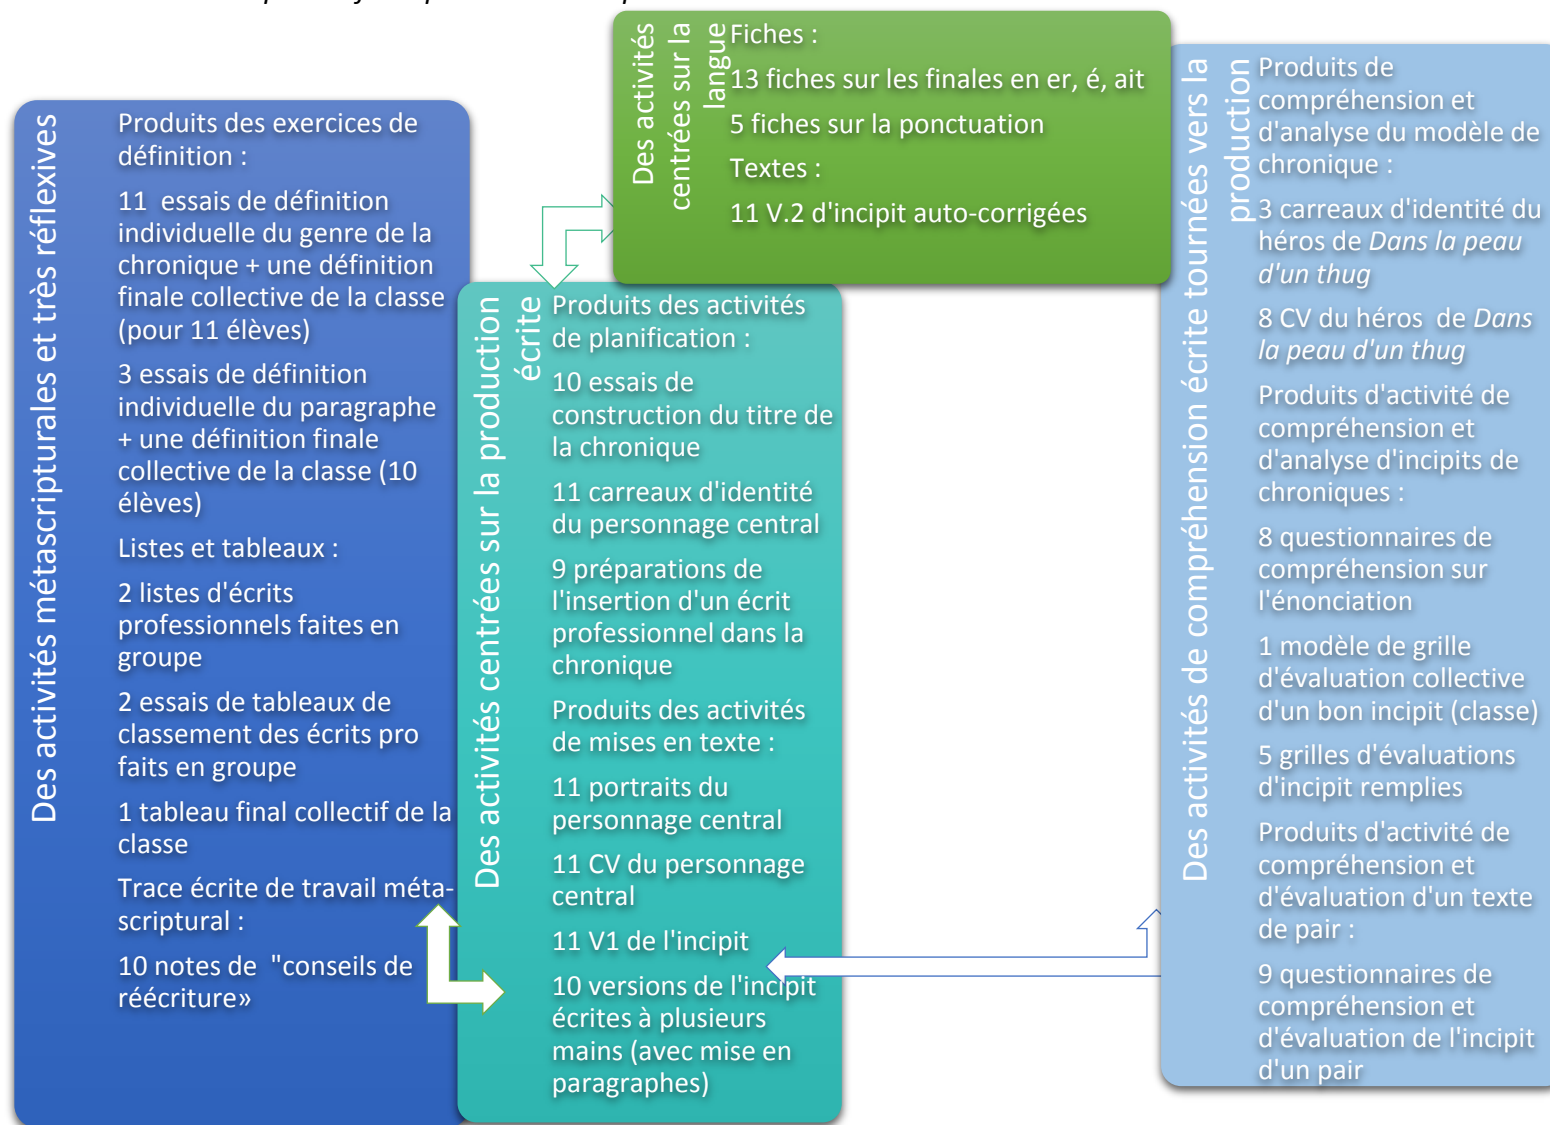 Des activités métascripturales et très réflexives
Produits des exercices de
définition :
11  essais de définition
individuelle du genre de la
chronique + une définition
finale collective de la classe
(pour 11 élèves)
3 essais de définition
individuelle du paragraphe
+ une définition finale
collective de la classe (10
élèves)
Listes et tableaux :
2 listes d'écrits
professionnels faites en
groupe
2 essais de tableaux de
classement des écrits pro
faits en groupe
1 tableau final collectif de la
classe
Trace écrite de travail méta-
scriptural :
10 notes de  "conseils de
réécriture»
Des activités centrées sur la production
écrite
Produits des activités
de planification :
10 essais de
construction du titre de
la chronique
11 carreaux d'identité
du personnage central
9 préparations de
l'insertion d'un écrit
professionnel dans la
chronique
Produits des activités
de mises en texte :
11 portraits du
personnage central
11 CV du personnage
central
11 V1 de l'incipit
10 versions de l'incipit
écrites à plusieurs
mains (avec mise en
paragraphes)
Des activités
centrées sur la
langue
Fiches :
13 fiches sur les finales en er, é, ait
5 fiches sur la ponctuation
Textes :
11 V.2 d'incipit auto-corrigées
Des activités de compréhension écrite tournées vers la
production
Produits de
compréhension et
d'analyse du modèle de
chronique :
3 carreaux d'identité du
héros de Dans la peau
d'un thug
8 CV du héros  de Dans
la peau d'un thug
Produits d'activité de
compréhension et
d'analyse d'incipits de
chroniques :
8 questionnaires de
compréhension sur
l'énonciation
1 modèle de grille
d'évaluation collective
d'un bon incipit (classe)
5 grilles d'évaluations
d'incipit remplies
Produits d'activité de
compréhension et
d'évaluation d'un texte
de pair :
9 questionnaires de
compréhension et
d'évaluation de l'incipit
d'un pair